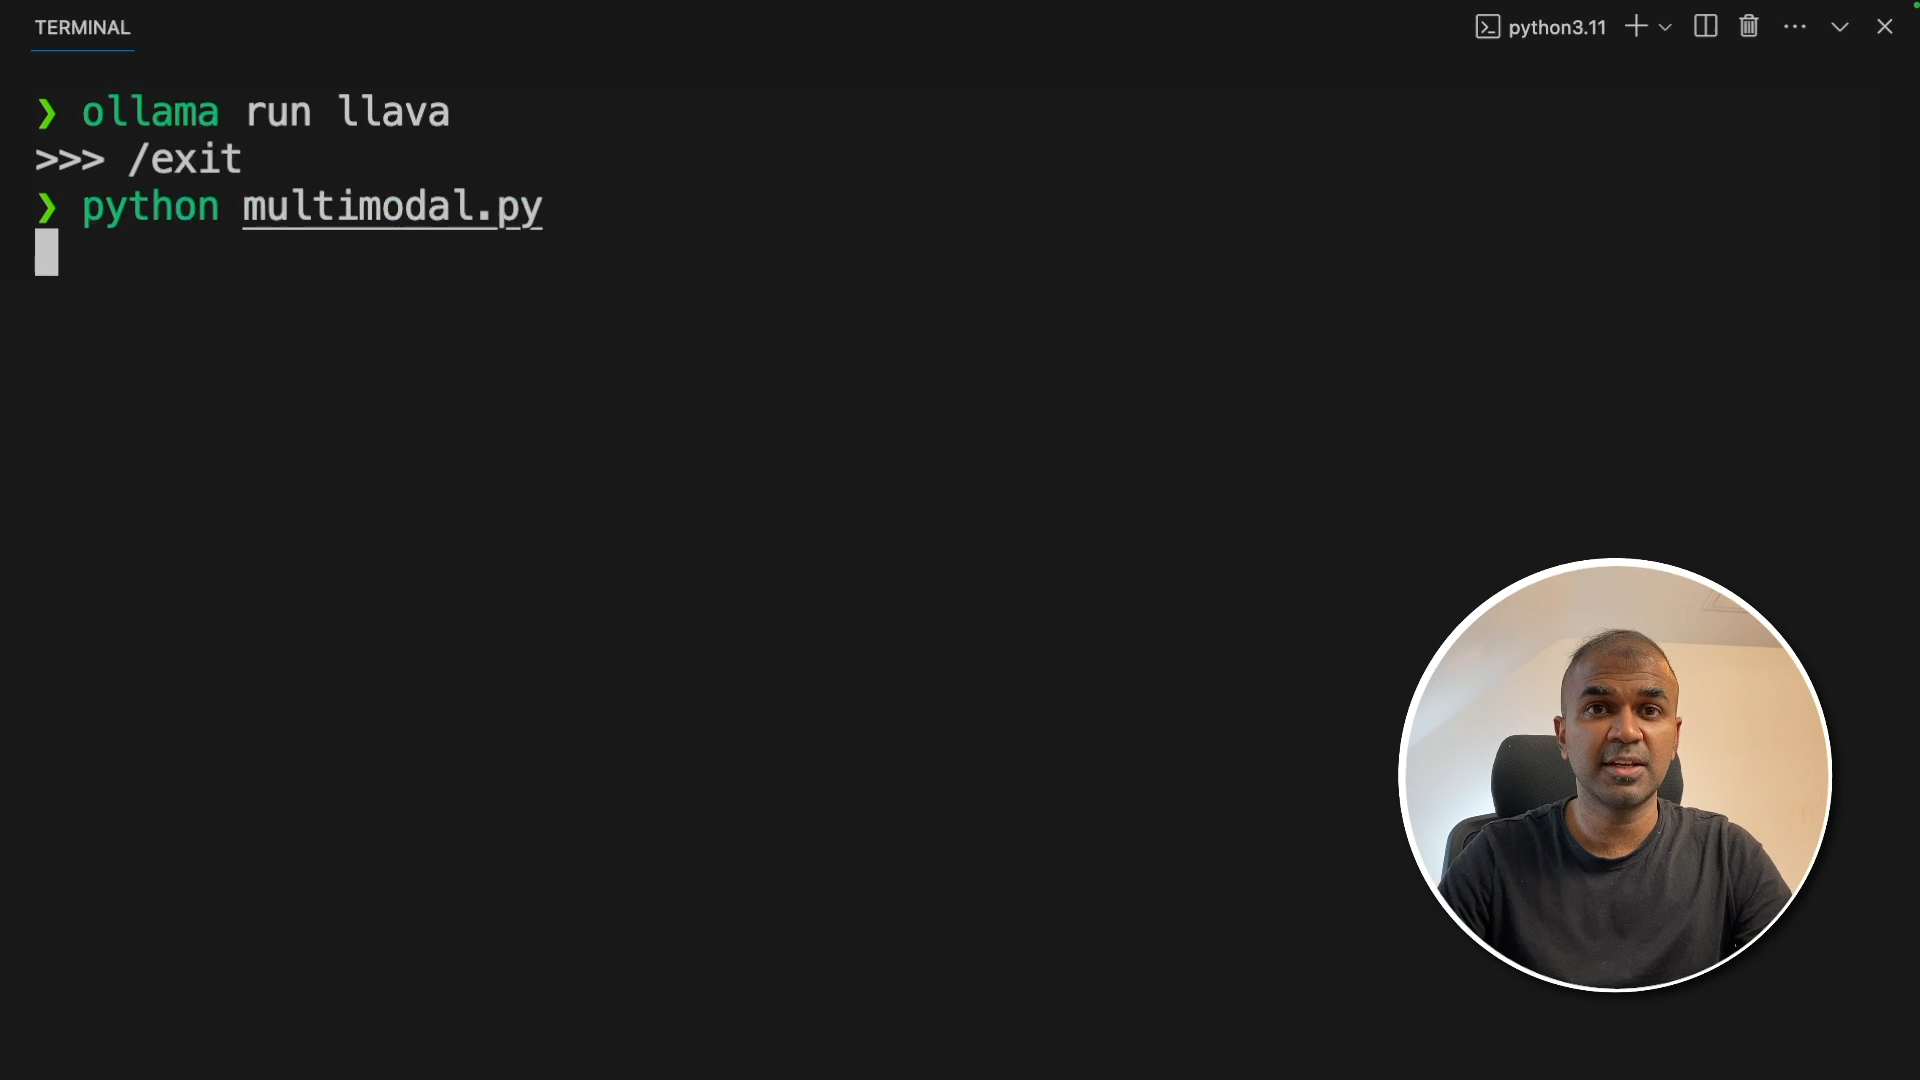 TERMINAL
python3.11
❯ ollama run llava
>>> /exit
❯ python multimodal.py